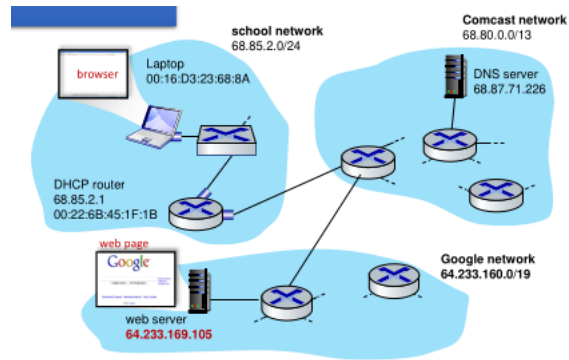 school network
68.85.2.0/24
Comcast network
68.80.0.0/13
Laptop
00:16:D3:23:68:8A
browser
DNS server
68.87.71.226
DHCP router
68.85.2.1
00:22:6B:45:1F:1B
web page
Google
Google network
64.233.160.0/19
web server
64.233.169.105